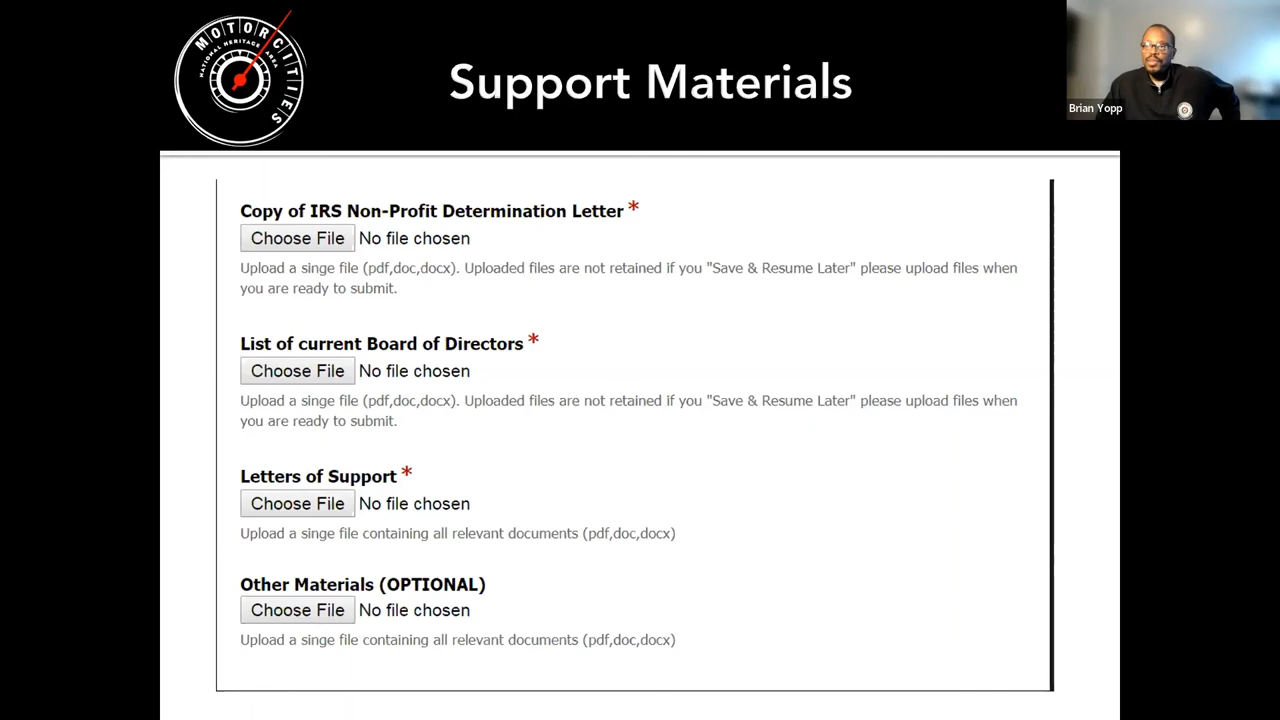 MOTORCITIES
NATIONAL HERITAGE AREA
Support Materials
Brian Yopp
Copy of IRS Non-Profit Determination Letter *
Choose File No file chosen
Upload a singe file (pdf,doc,docx). Uploaded files are not retained if you "Save & Resume Later" please upload files when
you are ready to submit.
List of current Board of Directors *
Choose File No file chosen
Upload a singe file (pdf,doc,docx). Uploaded files are not retained if you "Save & Resume Later" please upload files when
you are ready to submit.
Letters of Support *
Choose File No file chosen
Upload a singe file containing all relevant documents (pdf,doc,docx)
Other Materials (OPTIONAL)
Choose File No file chosen
Upload a singe file containing all relevant documents (pdf,doc,docx)